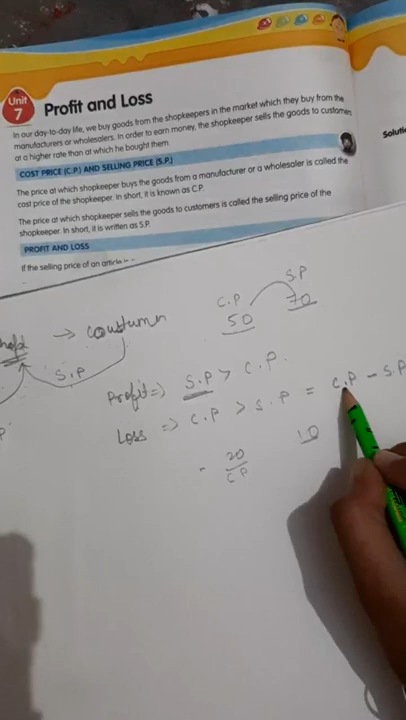 Unit
7
Profit and Loss
In our day-to-day life, we buy goods from the shopkeepers in the market which they buy from the
manufacturers or wholesalers. In order to earn money, the shopkeeper sells the goods to customers
at a higher rate than at which he bought them.
COST PRICE (C.P.) AND SELLING PRICE (S.P.)
The price at which shopkeeper buys the goods from a manufacturer or a wholesaler is called the
cost price of the shopkeeper. In short, it is known as C.P.
The price at which shopkeeper sells the goods to customers is called the selling price of the
shopkeeper. In short, it is written as S.P.
PROFIT AND LOSS
If the selling price of an article
Soluti
C.P S.P
50 70
→ coustumer
S.P
Profit ⇒ S.P > C.P.
Loss ⇒ C.P > S.P = C.P - S.P
20 10
CP